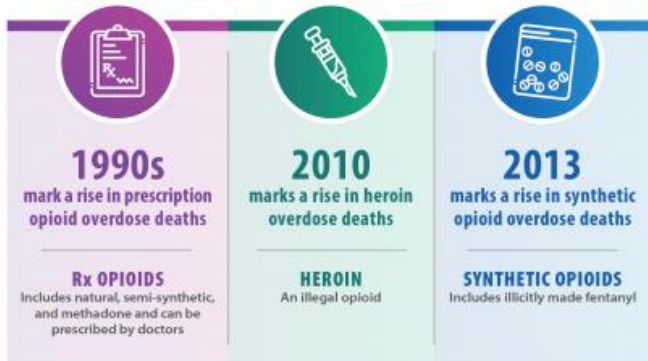 Rx
1990s
mark a rise in prescription
opioid overdose deaths
Rx OPIOIDS
Includes natural, semi-synthetic,
and methadone and can be
prescribed by doctors
2010
marks a rise in heroin
overdose deaths
HEROIN
An illegal opioid
2013
marks a rise in synthetic
opioid overdose deaths
SYNTHETIC OPIOIDS
Includes illicitly made fentanyl